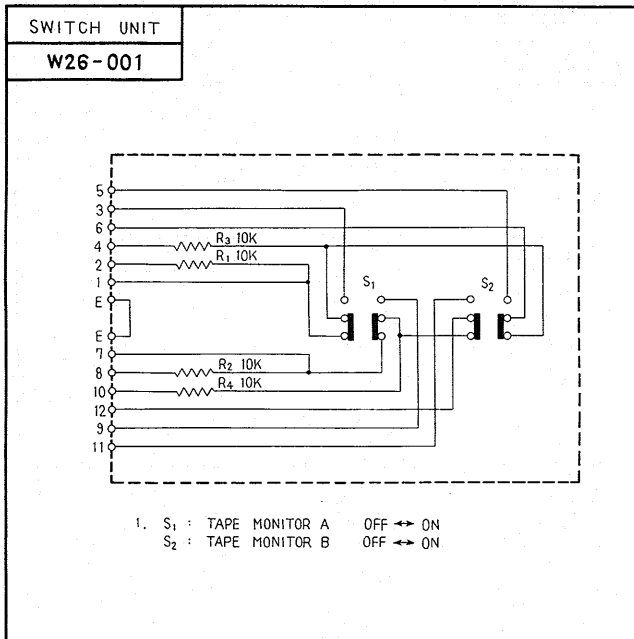 SWITCH UNIT
W26-001
5
3
6
4 R3 10K
2 R1 10K
1
E S1 S2
E
7
8 R2 10K
10 R4 10K
12
9
11
1. S1 : TAPE MONITOR A OFF ↔ ON
S2 : TAPE MONITOR B OFF ↔ ON